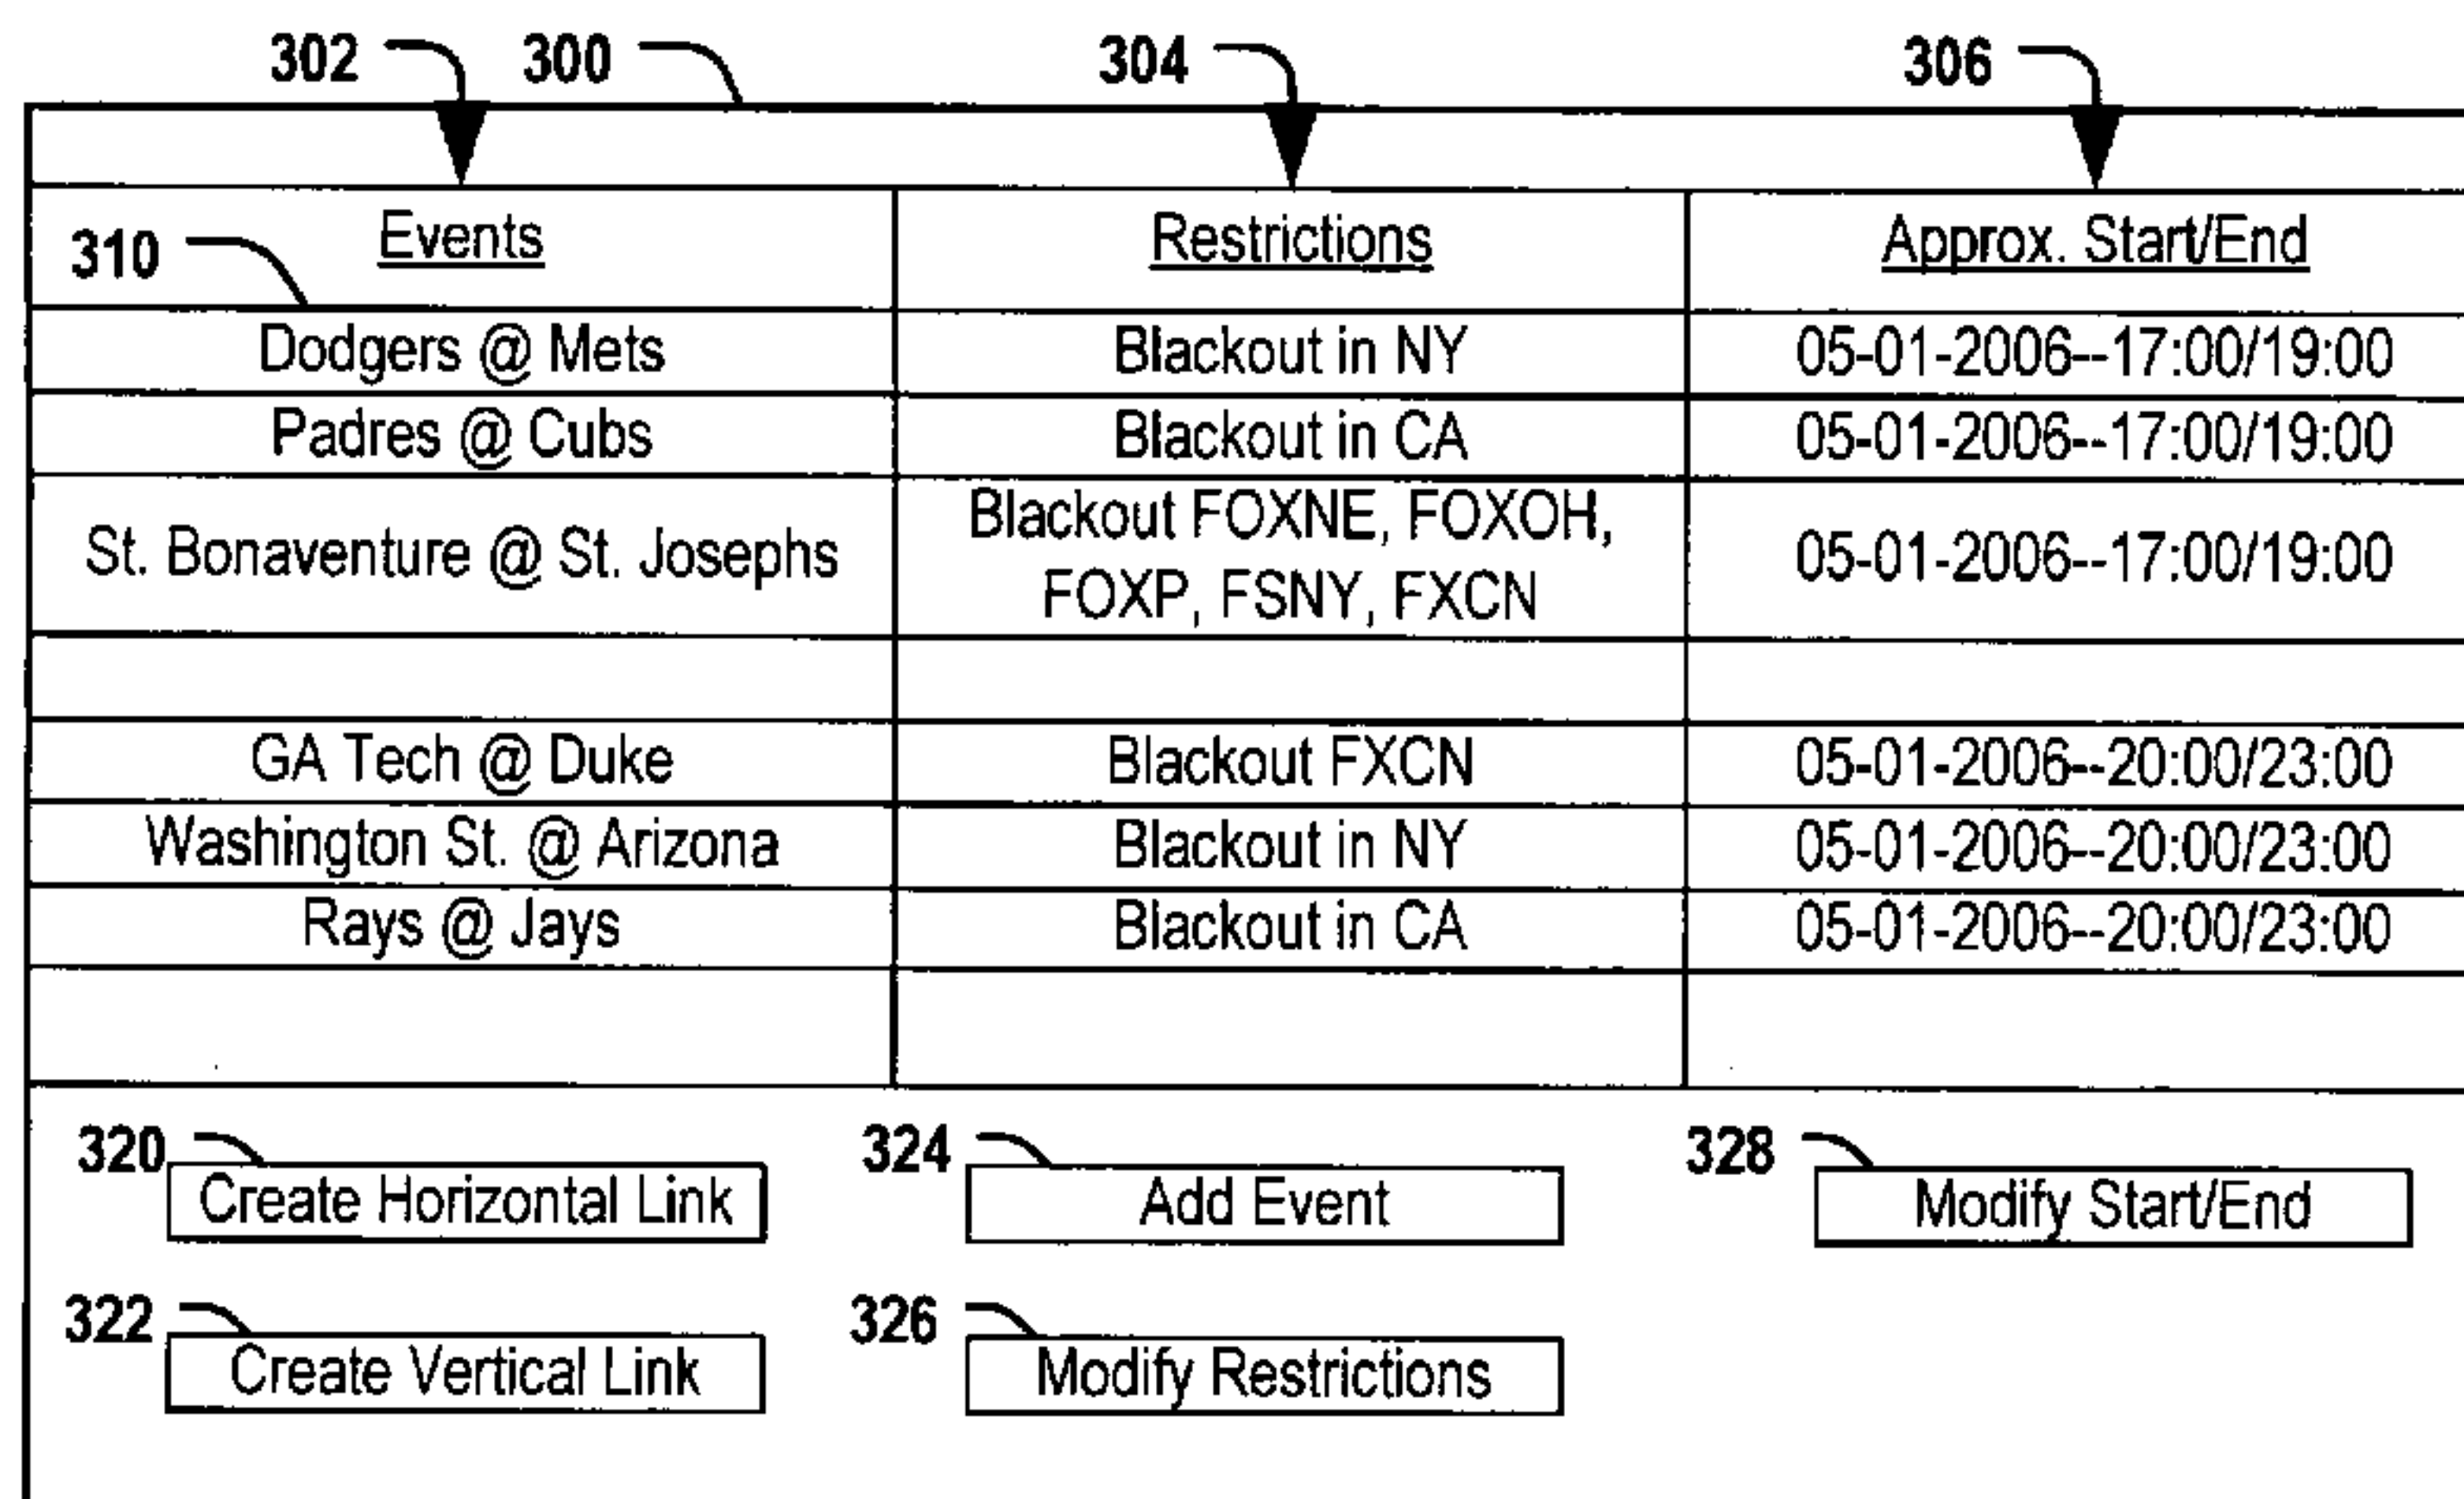 302 300 304 306
310 Events Restrictions Approx. Start/End
Dodgers @ Mets Blackout in NY 05-01-2006--17:00/19:00
Padres @ Cubs Blackout in CA 05-01-2006--17:00/19:00
St. Bonaventure @ St. Josephs Blackout FOXNE, FOXOH, 05-01-2006--17:00/19:00
FOXP, FSNY, FXCN
GA Tech @ Duke Blackout FXCN 05-01-2006--20:00/23:00
Washington St. @ Arizona Blackout in NY 05-01-2006--20:00/23:00
Rays @ Jays Blackout in CA 05-01-2006--20:00/23:00
320 324 328
Create Horizontal Link Add Event Modify Start/End
322 326
Create Vertical Link Modify Restrictions